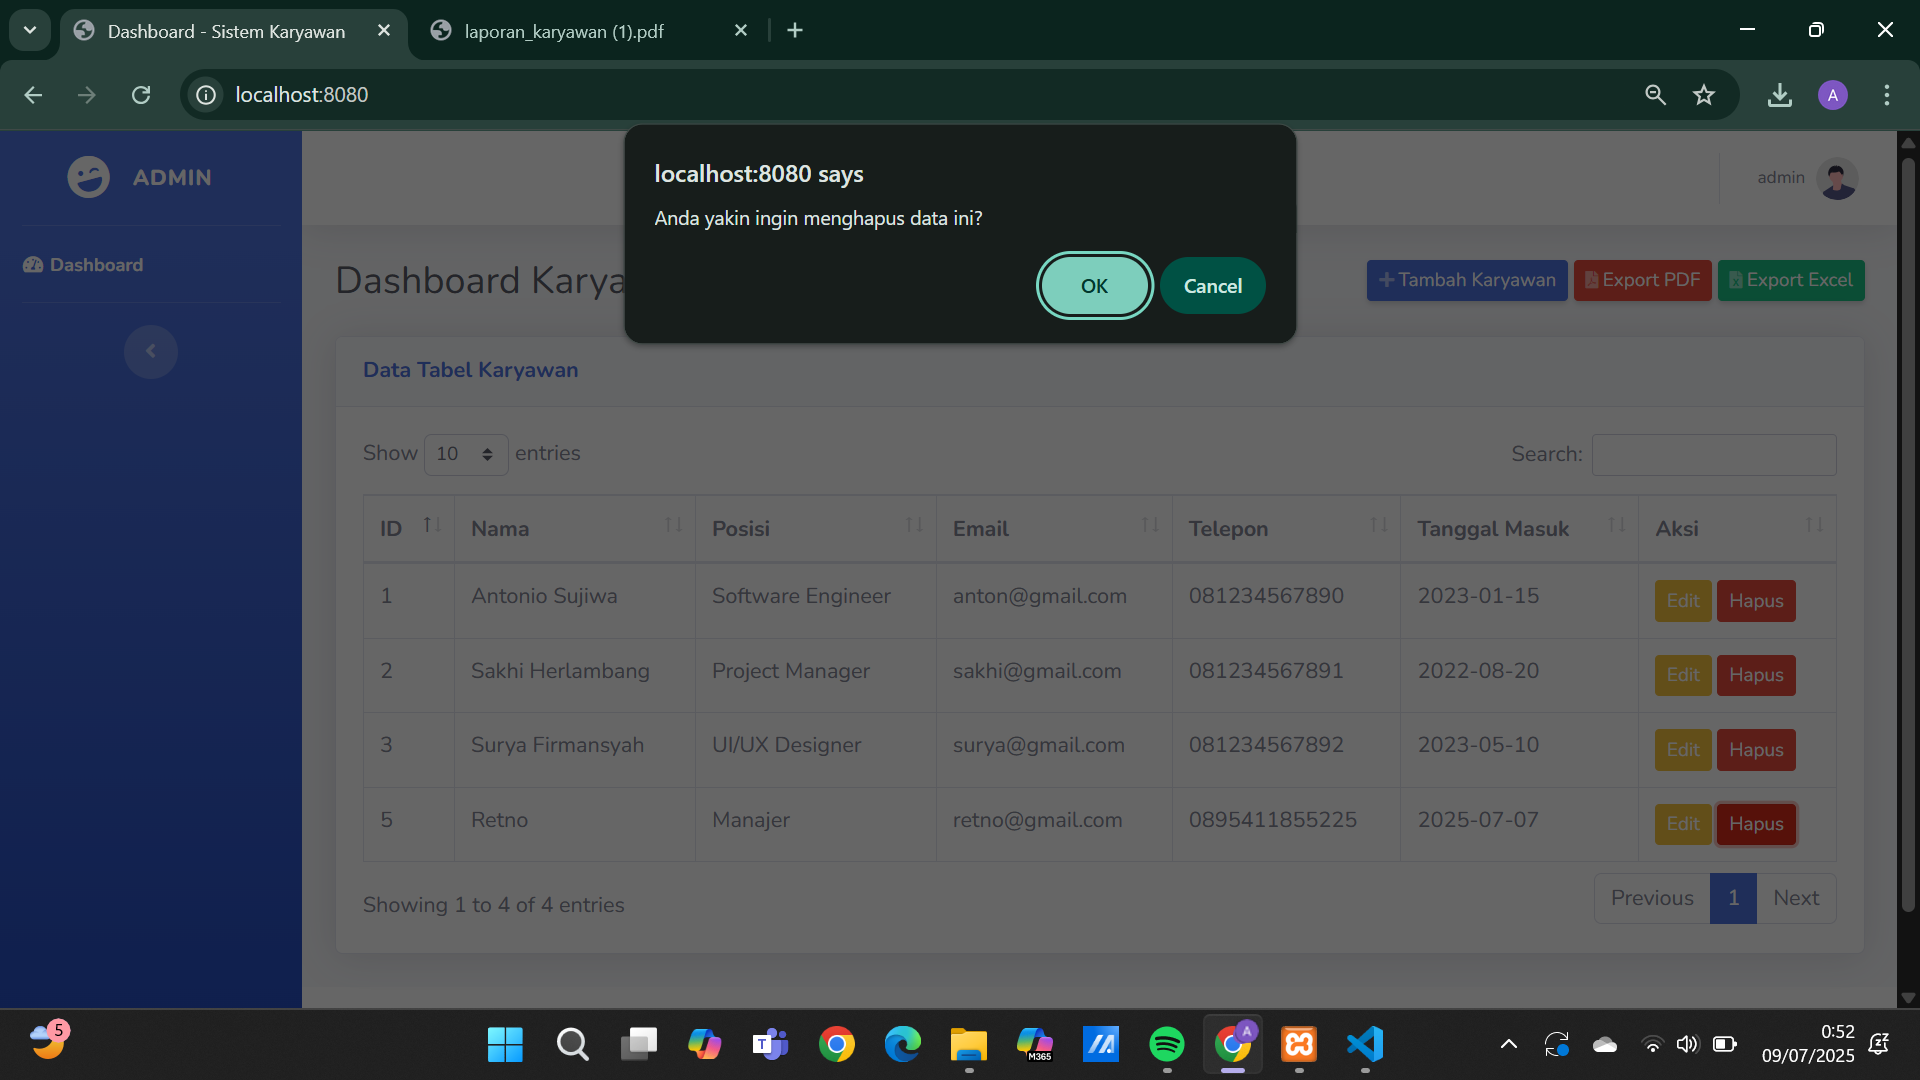 Dashboard - Sistem Karyawan
laporan_karyawan (1).pdf
localhost:8080
A
ADMIN
Dashboard
localhost:8080 says
Anda yakin ingin menghapus data ini?
OK
Cancel
admin
Dashboard Karya
Tambah Karyawan
Export PDF
Export Excel
Data Tabel Karyawan
Show 10 entries
Search:
ID Nama Posisi Email Telepon Tanggal Masuk Aksi
1 Antonio Sujiwa Software Engineer anton@gmail.com 081234567890 2023-01-15 Edit Hapus
2 Sakhi Herlambang Project Manager sakhi@gmail.com 081234567891 2022-08-20 Edit Hapus
3 Surya Firmansyah UI/UX Designer surya@gmail.com 081234567892 2023-05-10 Edit Hapus
5 Retno Manajer retno@gmail.com 0895411855225 2025-07-07 Edit Hapus
Showing 1 to 4 of 4 entries
Previous 1 Next
5
T
M365
A
0:52
09/07/2025